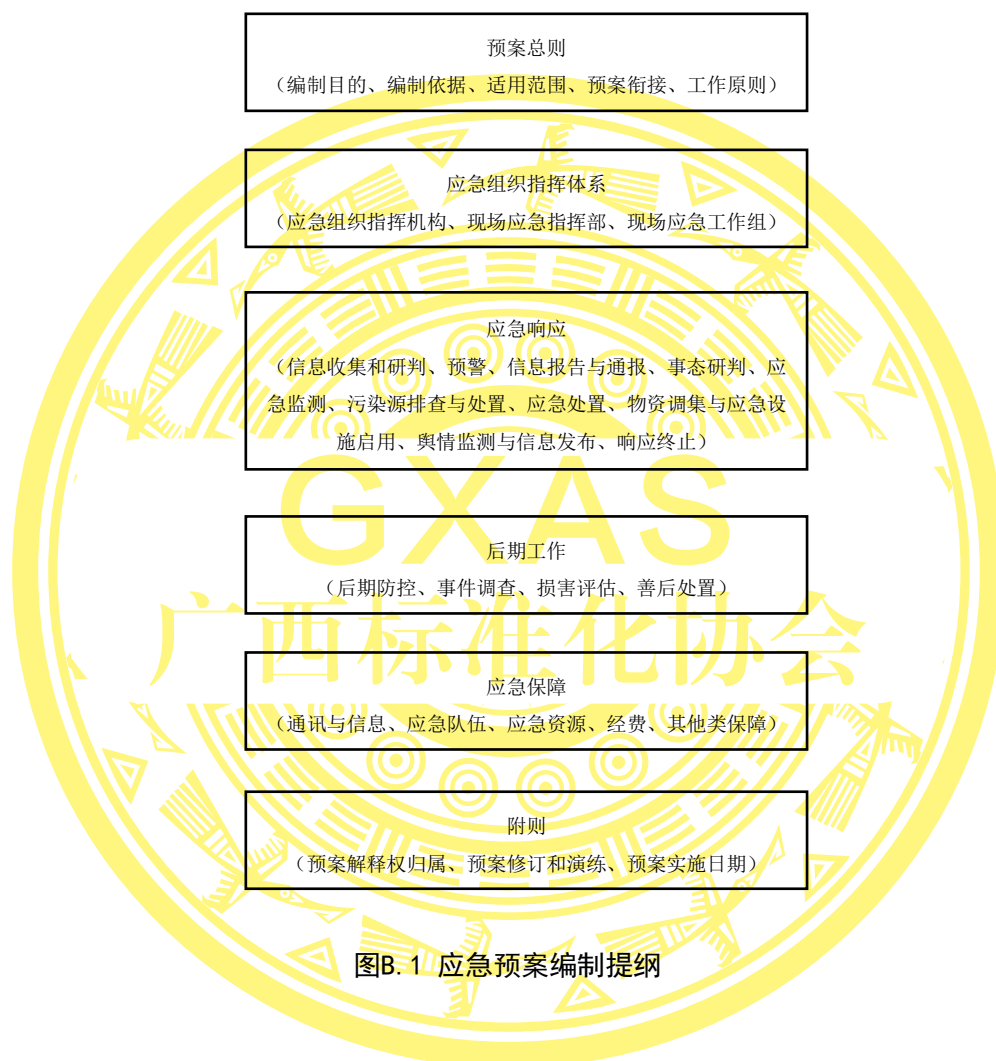 预案总则
（编制目的、编制依据、适用范围、预案衔接、工作原则）
应急组织指挥体系
（应急组织指挥机构、现场应急指挥部、现场应急工作组）
应急响应
（信息收集和研判、预警、信息报告与通报、事态研判、应
急监测、污染源排查与处置、应急处置、物资调集与应急设
施启用、舆情监测与信息发布、响应终止）
GXAS
后期工作
（后期防控、事件调查、损害评估、善后处置）
广西标准化协会
应急保障
（通讯与信息、应急队伍、应急资源、经费、其他类保障）
附则
（预案解释权归属、预案修订和演练、预案实施日期）
图B.1 应急预案编制提纲